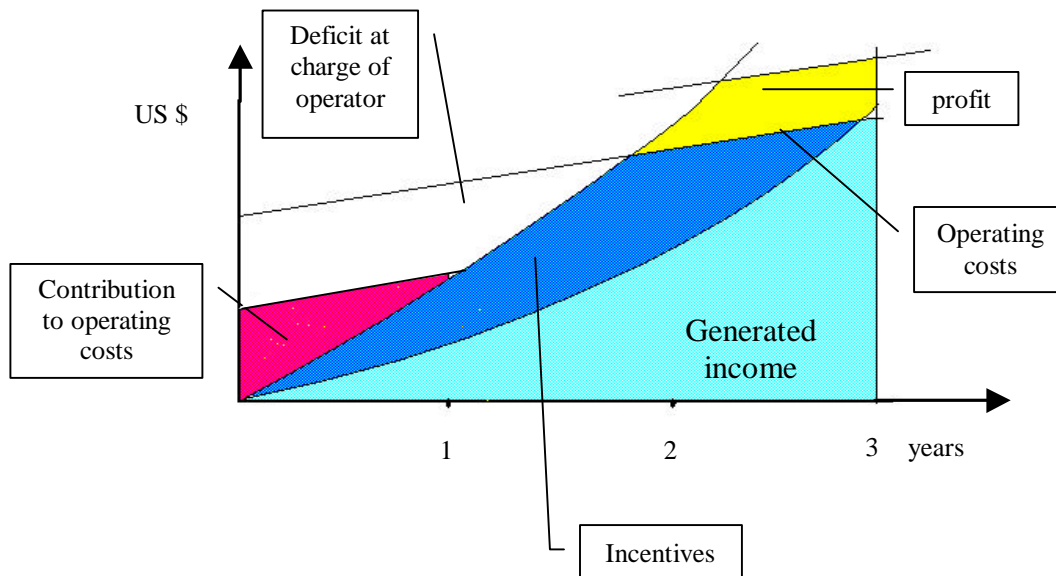 Deficit at
charge of
operator
US $
profit
Operating
costs
Contribution
to operating
costs
Generated
income
1
2
3
years
Incentives